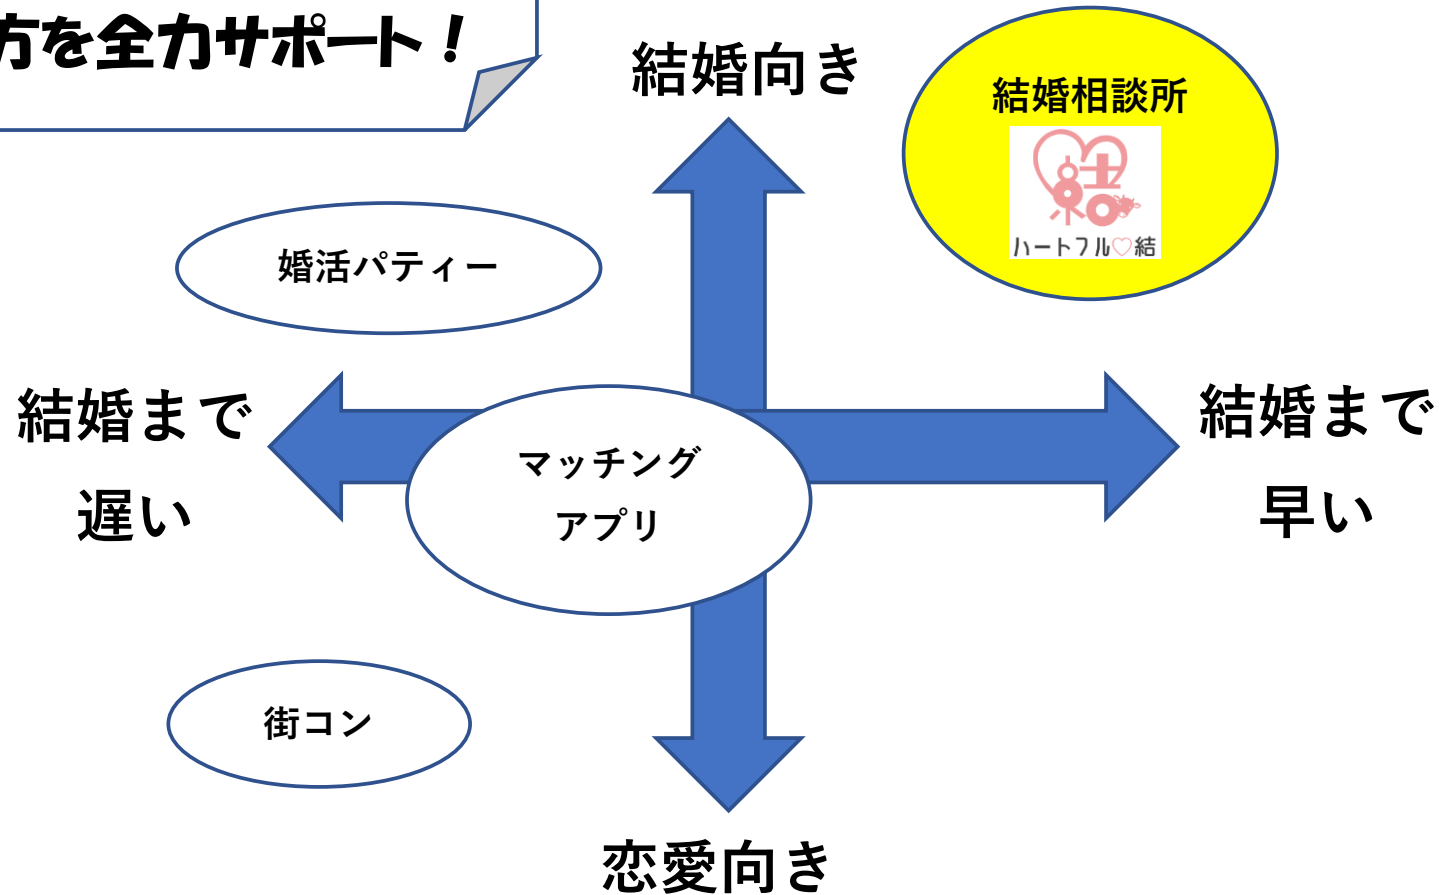 方を全力サポート！
結婚向き
結婚相談所
結
ハートフル♡結
婚活パティー
結婚まで
遅い
マッチング
アプリ
結婚まで
早い
街コン
恋愛向き